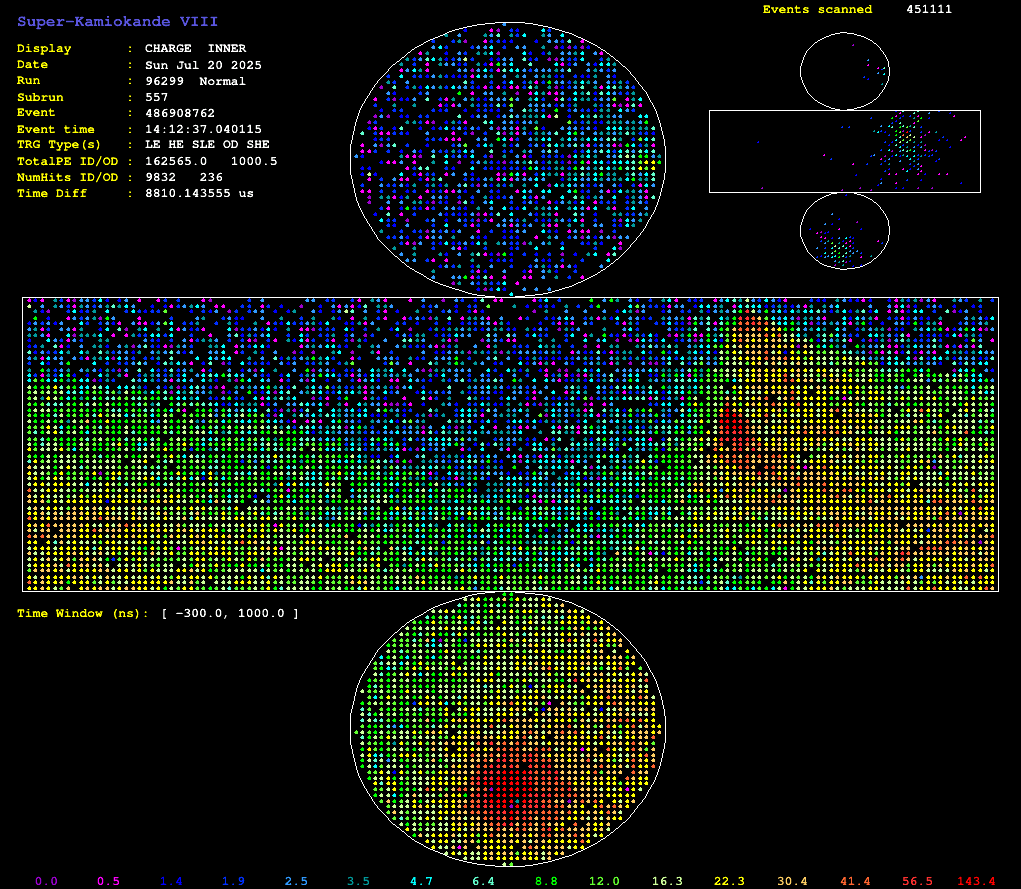 Super-Kamiokande VIII
Events scanned 451111
Display : CHARGE INNER
Date : Sun Jul 20 2025
Run : 96299 Normal
Subrun : 557
Event : 486908762
Event time : 14:12:37.040115
TRG Type(s) : LE HE SLE OD SHE
TotalPE ID/OD : 162565.0 1000.5
NumHits ID/OD : 9832 236
Time Diff : 8810.143555 us
Time Window (ns): [ -300.0, 1000.0 ]
0.0 0.5 1.4 1.9 2.5 3.5 4.7 6.4 8.8 12.0 16.3 22.3 30.4 41.4 56.5 143.4